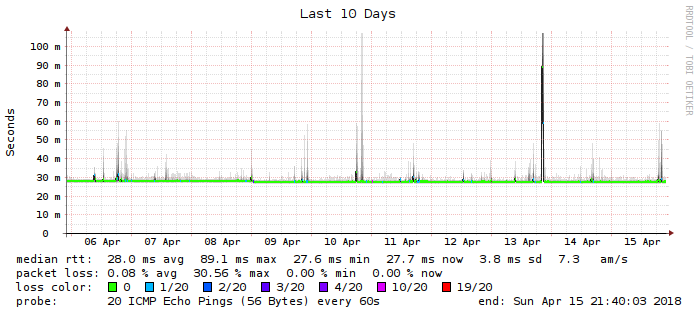 Last 10 Days
RRDTOOL / TOBI OETIKER
Seconds
100 m
90 m
80 m
70 m
60 m
50 m
40 m
30 m
20 m
10 m
0
06 Apr 07 Apr 08 Apr 09 Apr 10 Apr 11 Apr 12 Apr 13 Apr 14 Apr 15 Apr
median rtt: 28.0 ms avg 89.1 ms max 27.6 ms min 27.7 ms now 3.8 ms sd 7.3 am/s
packet loss: 0.08 % avg 30.56 % max 0.00 % min 0.00 % now
loss color: 0 1/20 2/20 3/20 4/20 10/20 19/20
probe: 20 ICMP Echo Pings (56 Bytes) every 60s end: Sun Apr 15 21:40:03 2018